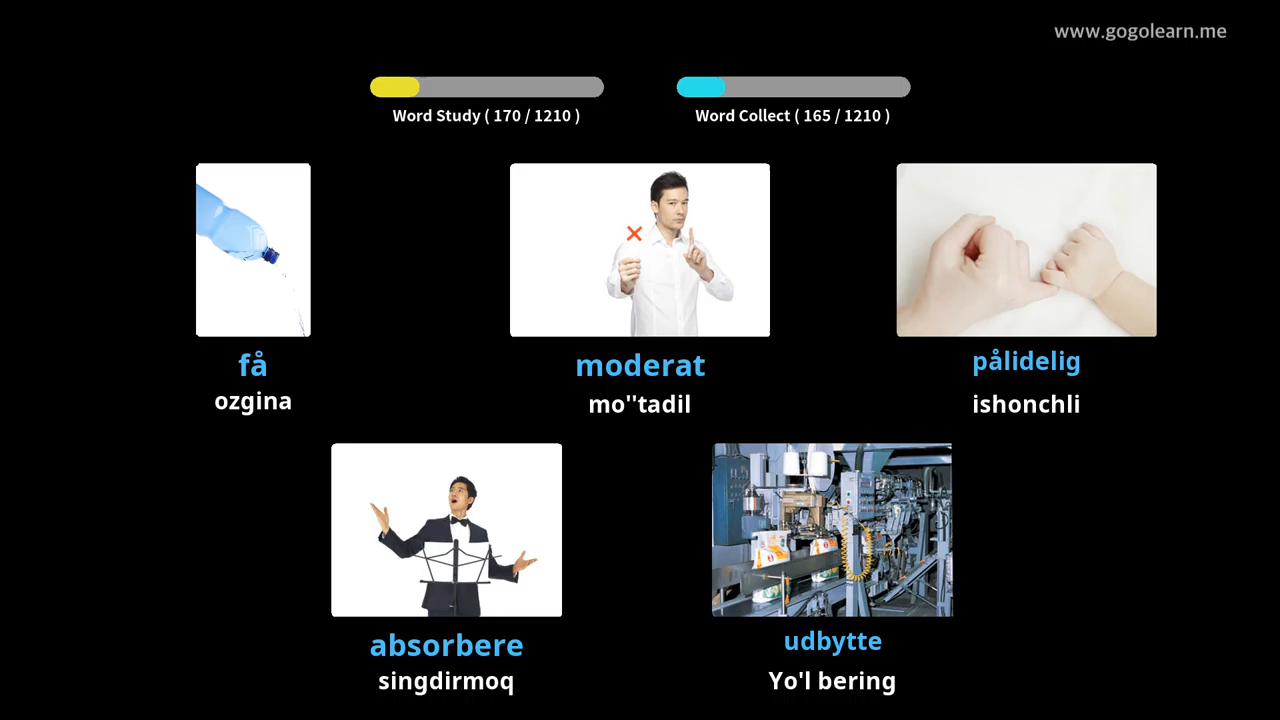 www.gogolearn.me
Word Study ( 170 / 1210 )
Word Collect ( 165 / 1210 )
få
ozgina
moderat
mo''tadil
pålidelig
ishonchli
absorbere
singdirmoq
udbytte
Yo'l bering